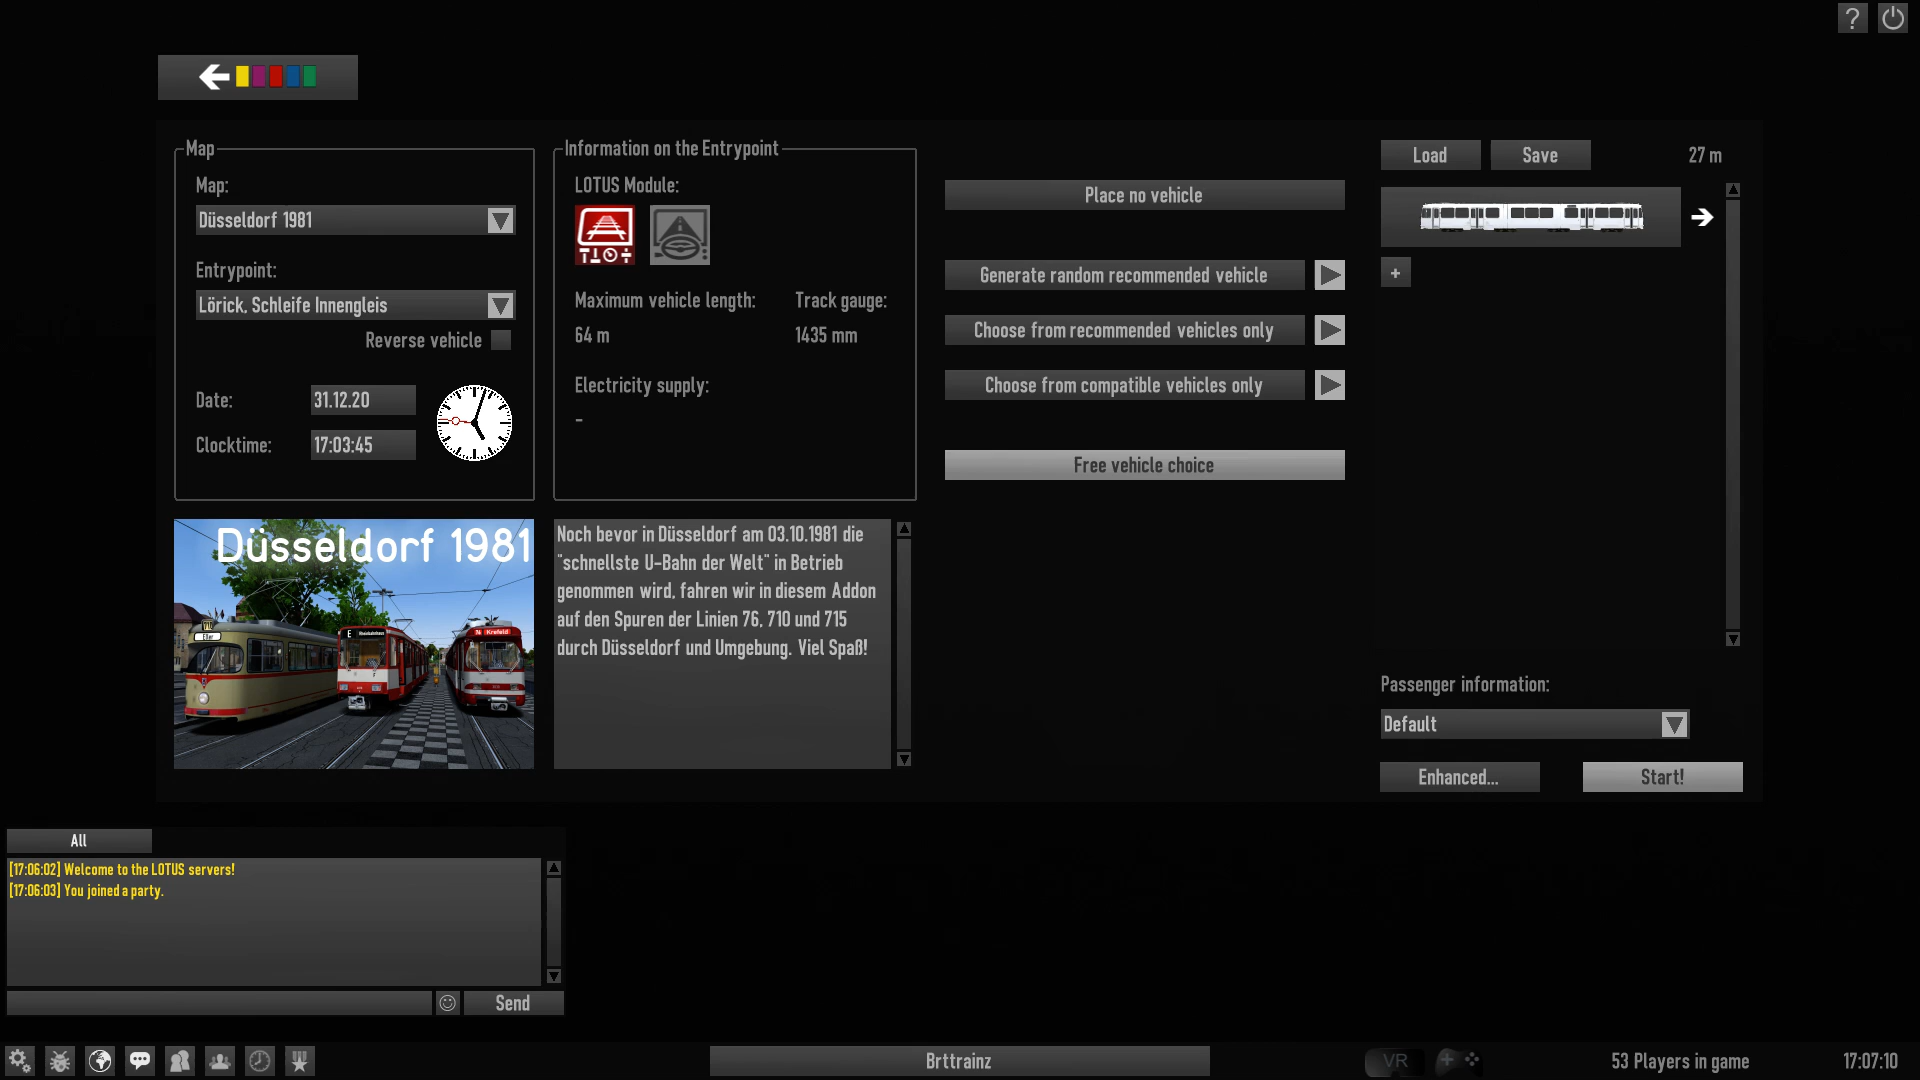 ?
Map
Map:
Düsseldorf 1981
Entrypoint:
Lörick, Schleife Innengleis
Reverse vehicle
Date:
31.12.20
Clocktime:
17:03:45
Information on the Entrypoint
LOTUS Module:
Maximum vehicle length:
Track gauge:
64 m
1435 mm
Electricity supply:
-
Place no vehicle
Generate random recommended vehicle
Choose from recommended vehicles only
Choose from compatible vehicles only
Free vehicle choice
Load
Save
27 m
+
Düsseldorf 1981
710
Eller
E Rheinbahnhaus
76 Krefeld
Noch bevor in Düsseldorf am 03.10.1981 die
"schnellste U-Bahn der Welt" in Betrieb
genommen wird, fahren wir in diesem Addon
auf den Spuren der Linien 76, 710 und 715
durch Düsseldorf und Umgebung. Viel Spaß!
Passenger information:
Default
Enhanced...
Start!
All
[17:06:02] Welcome to the LOTUS servers!
[17:06:03] You joined a party.
Send
Brttrainz
VR
53 Players in game
17:07:10